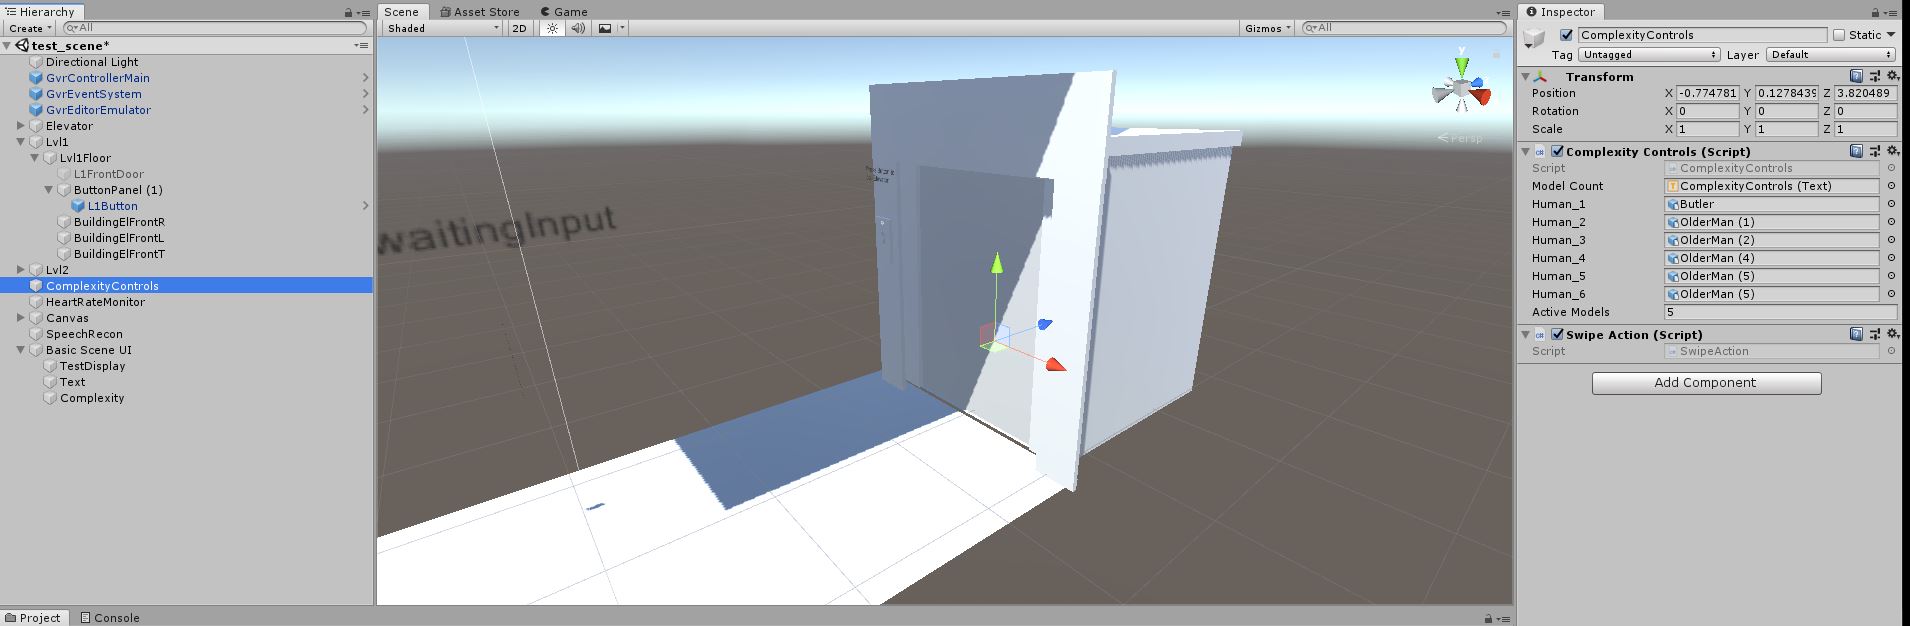 Hierarchy
Create
All
test_scene*
Directional Light
GvrControllerMain
GvrEventSystem
GvrEditorEmulator
Elevator
Lvl1
Lvl1Floor
L1FrontDoor
ButtonPanel (1)
L1Button
BuildingElFrontR
BuildingElFrontL
BuildingElFrontT
Lvl2
ComplexityControls
HeartRateMonitor
Canvas
SpeechRecon
Basic Scene UI
TestDisplay
Text
Complexity
Scene Asset Store Game
Shaded 2D Gizmos All
y
Persp
waitingInput
Inspector
ComplexityControls Static
Tag Untagged Layer Default
Transform
Position X -0.774781 Y 0.1278439 Z 3.820489
Rotation X 0 Y 0 Z 0
Scale X 1 Y 1 Z 1
Complexity Controls (Script)
Script ComplexityControls
Model Count ComplexityControls (Text)
Human_1 Butler
Human_2 OlderMan (1)
Human_3 OlderMan (2)
Human_4 OlderMan (4)
Human_5 OlderMan (5)
Human_6 OlderMan (5)
Active Models 5
Swipe Action (Script)
Script SwipeAction
Add Component
Project Console